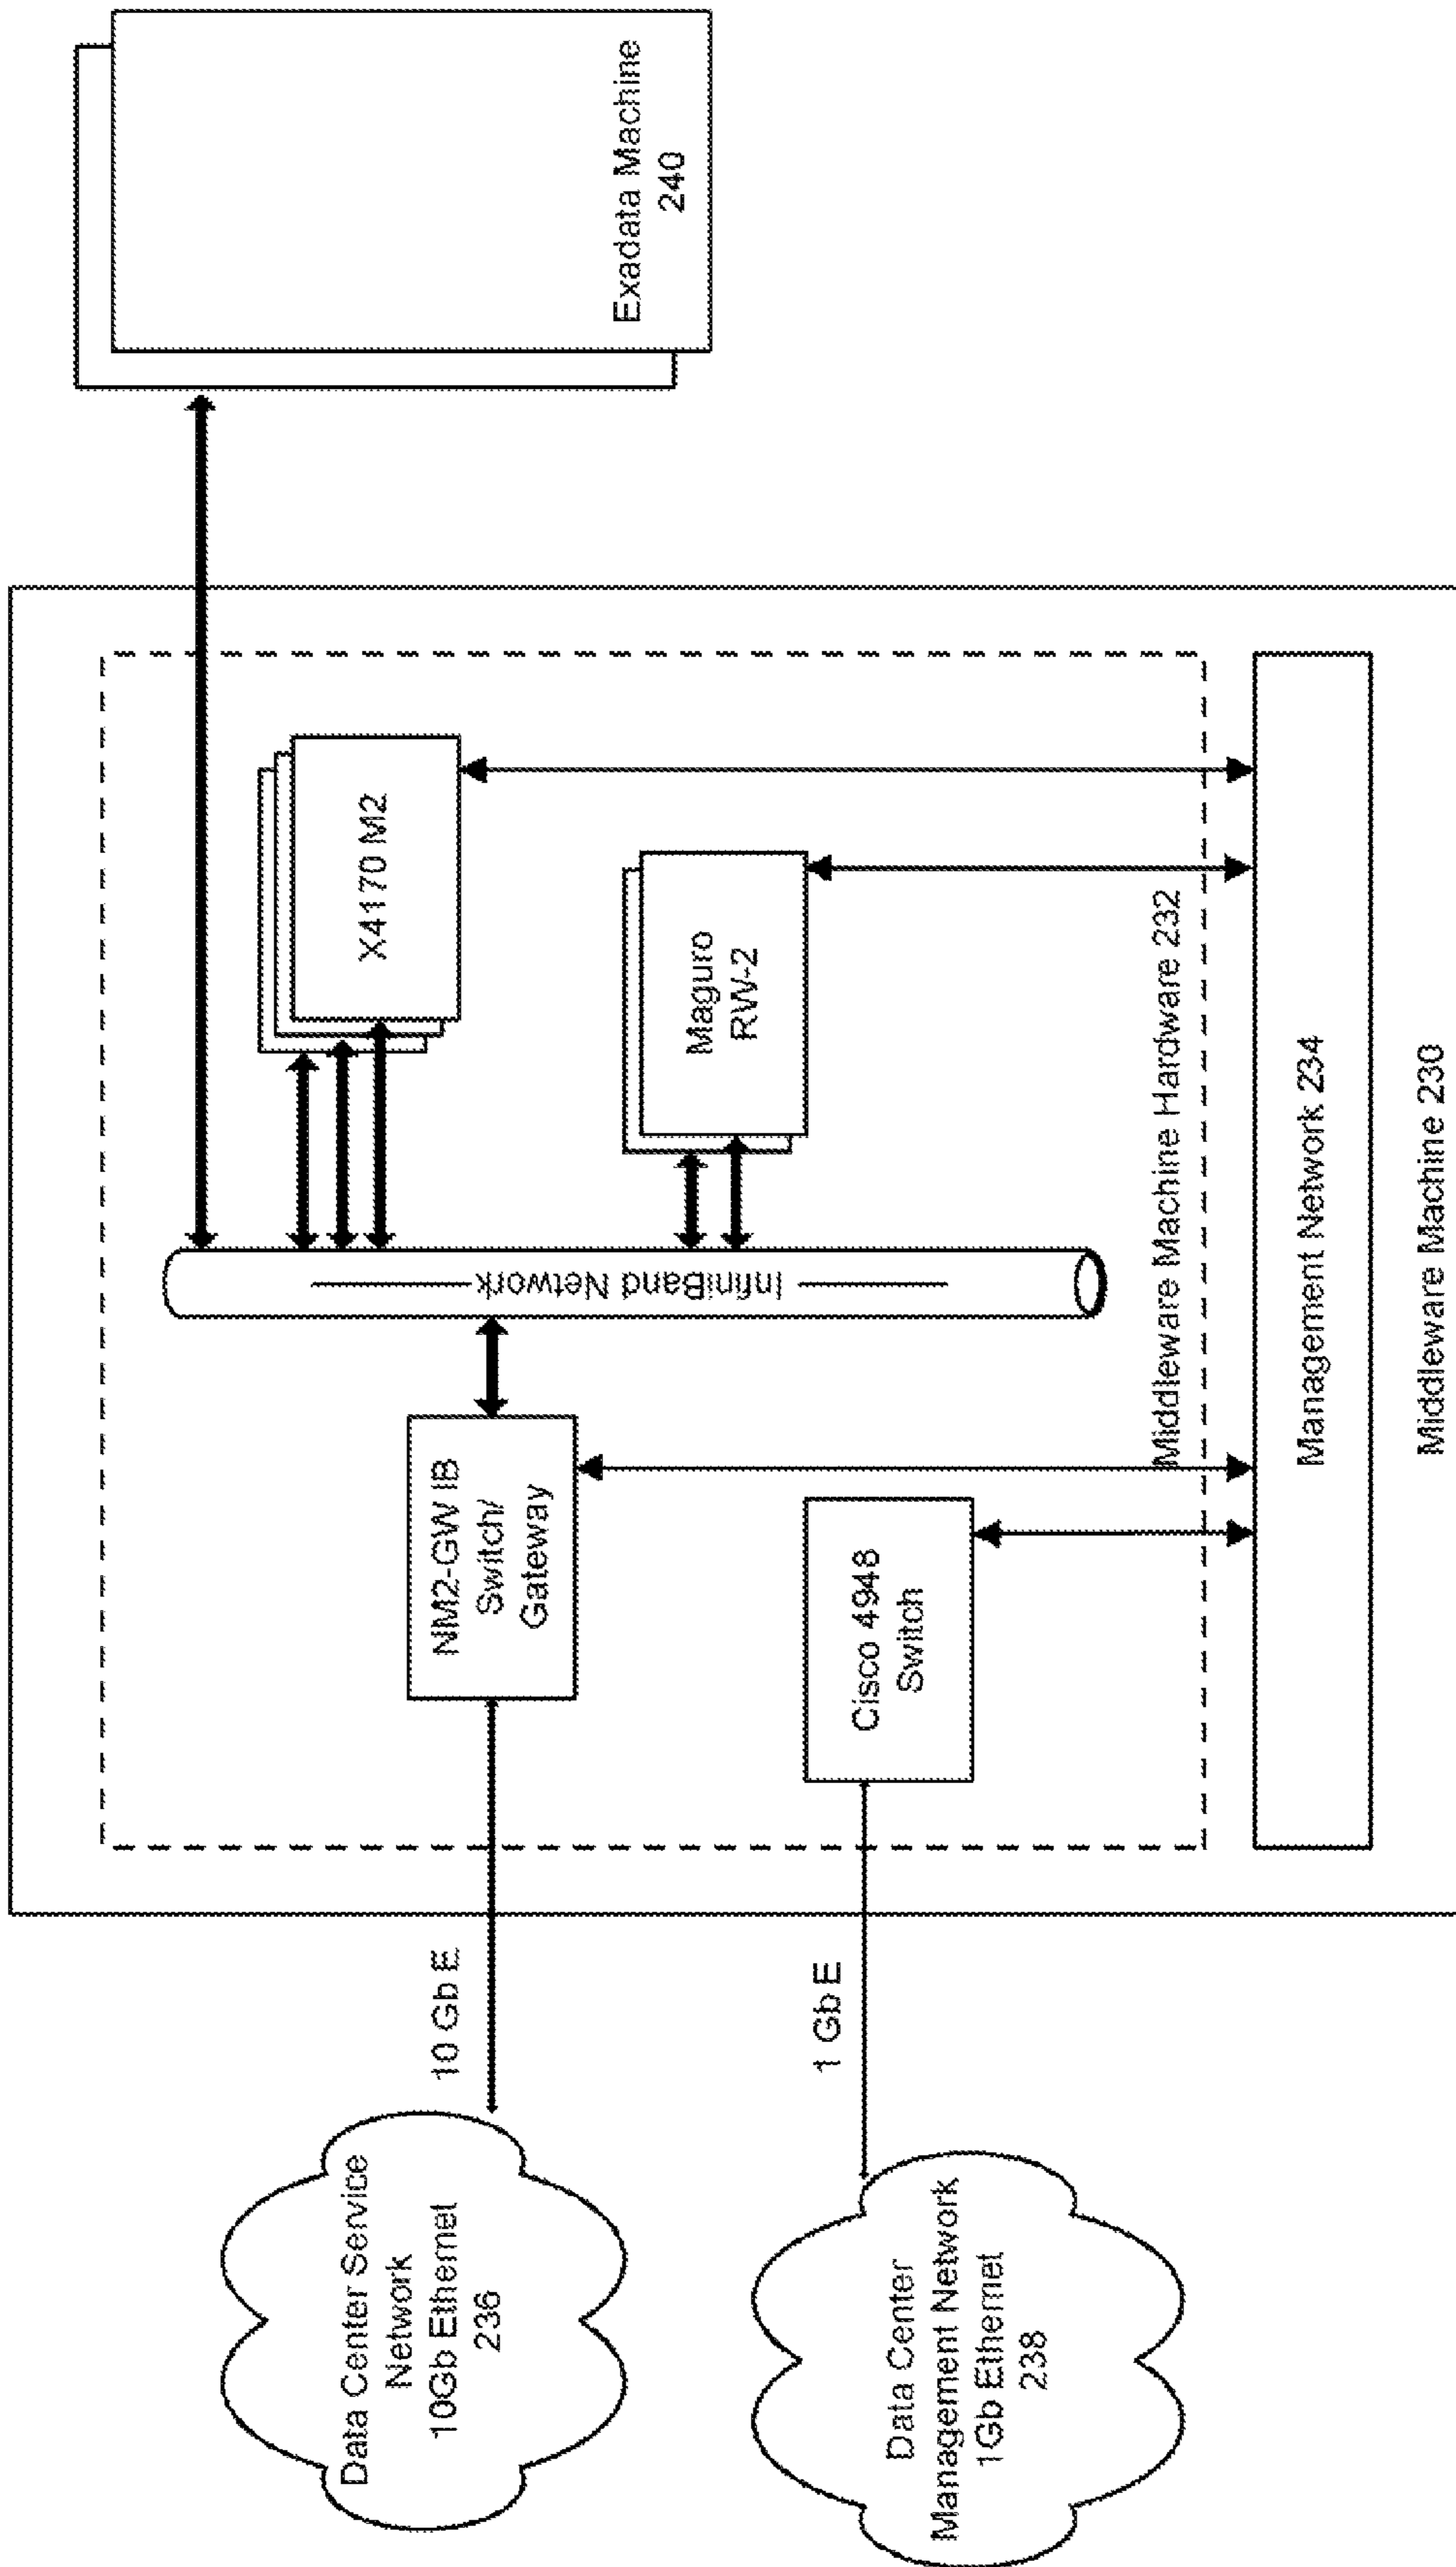 Data Center Service
Network
10Gb Ethernet
236
Data Center
Management Network
1Gb Ethernet
238
10 Gb E
1 Gb E
NM2-GW IB
Switch/
Gateway
Cisco 4948
Switch
InfiniBand Network
X4170 M2
Maguro
RW-2
Middleware Machine Hardware 232
Management Network 234
Middleware Machine 230
Exadata Machine
240